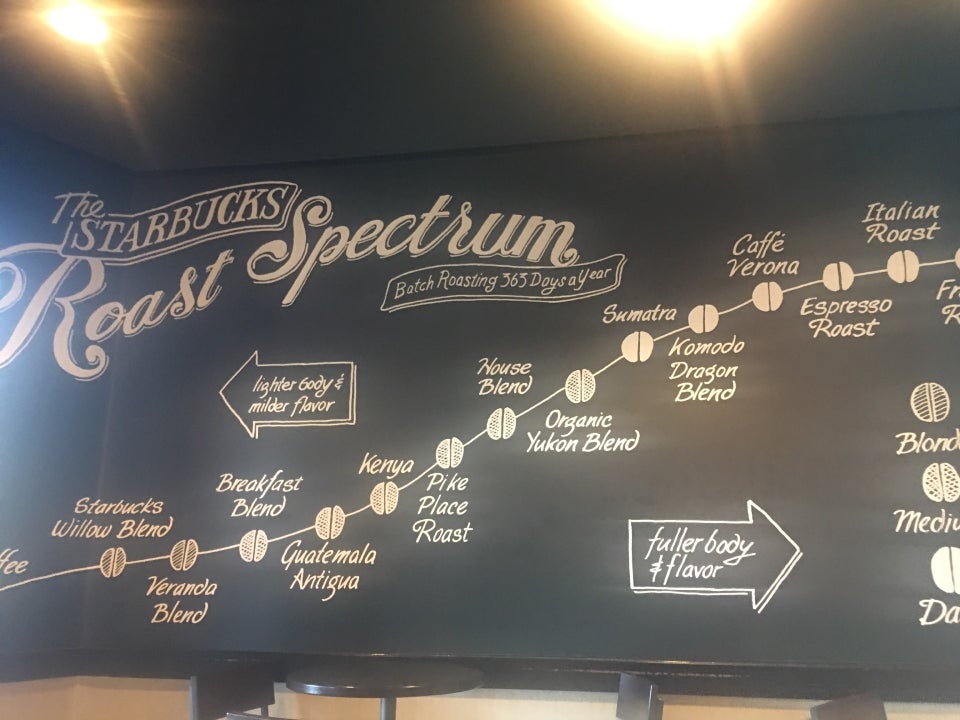 The
STARBUCKS
Roast Spectrum
Batch Roasting 363 Days a Year
lighter body &
milder flavor
Starbucks
Willow Blend
Veranda
Blend
Breakfast
Blend
Guatemala
Antigua
Kenya
Pike
Place
Roast
House
Blend
Organic
Yukon Blend
Sumatra
Komodo
Dragon
Blend
Caffé
Verona
Espresso
Roast
Italian
Roast
fuller body
& flavor